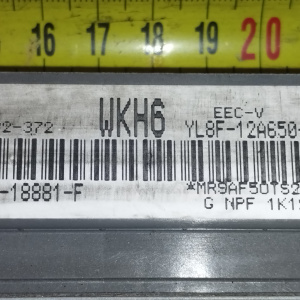 16 17 18 19 20
EEC-V
2-372 WKH6 YL8F-12A650-
-18881-F *MR9AF50TS2
G NPF 1K1